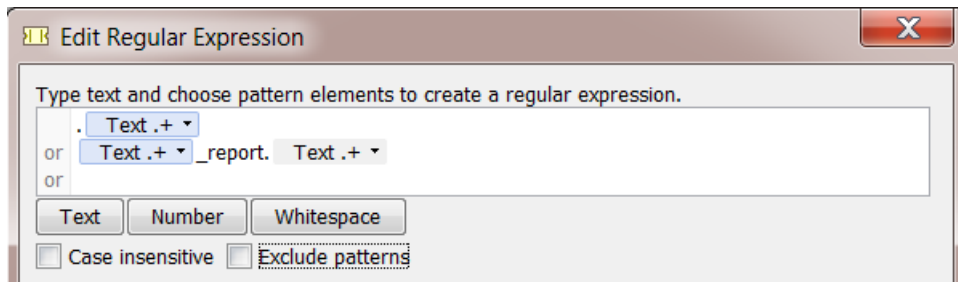 Edit Regular Expression
X
Type text and choose pattern elements to create a regular expression.
. Text .+
or Text .+ _report. Text .+
or
Text Number Whitespace
Case insensitive Exclude patterns